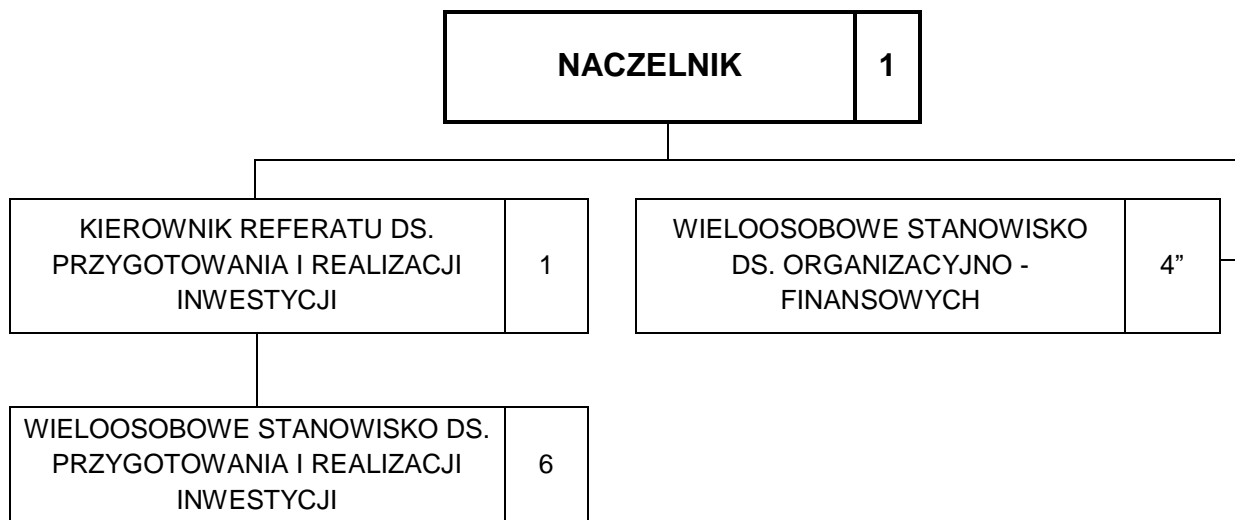 NACZELNIK 1
KIEROWNIK REFERATU DS.
PRZYGOTOWANIA I REALIZACJI
INWESTYCJI
1
WIELOOSOBOWE STANOWISKO
DS. ORGANIZACYJNO -
FINANSOWYCH
4”
WIELOOSOBOWE STANOWISKO DS.
PRZYGOTOWANIA I REALIZACJI
INWESTYCJI
6